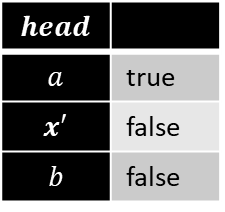 head
a true
x′ false
b false